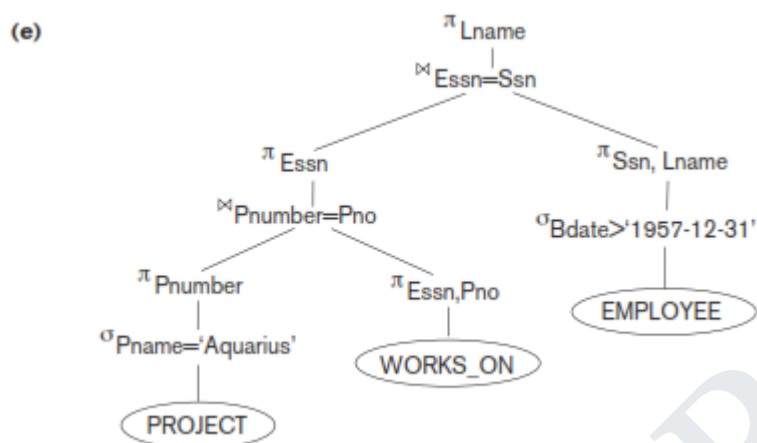 (e)
π Lname
⋈ Essn=Ssn
π Essn
π Ssn, Lname
⋈ Pnumber=Pno
σ Bdate>‘1957-12-31’
π Pnumber
π Essn,Pno
EMPLOYEE
σ Pname=‘Aquarius’
WORKS_ON
PROJECT